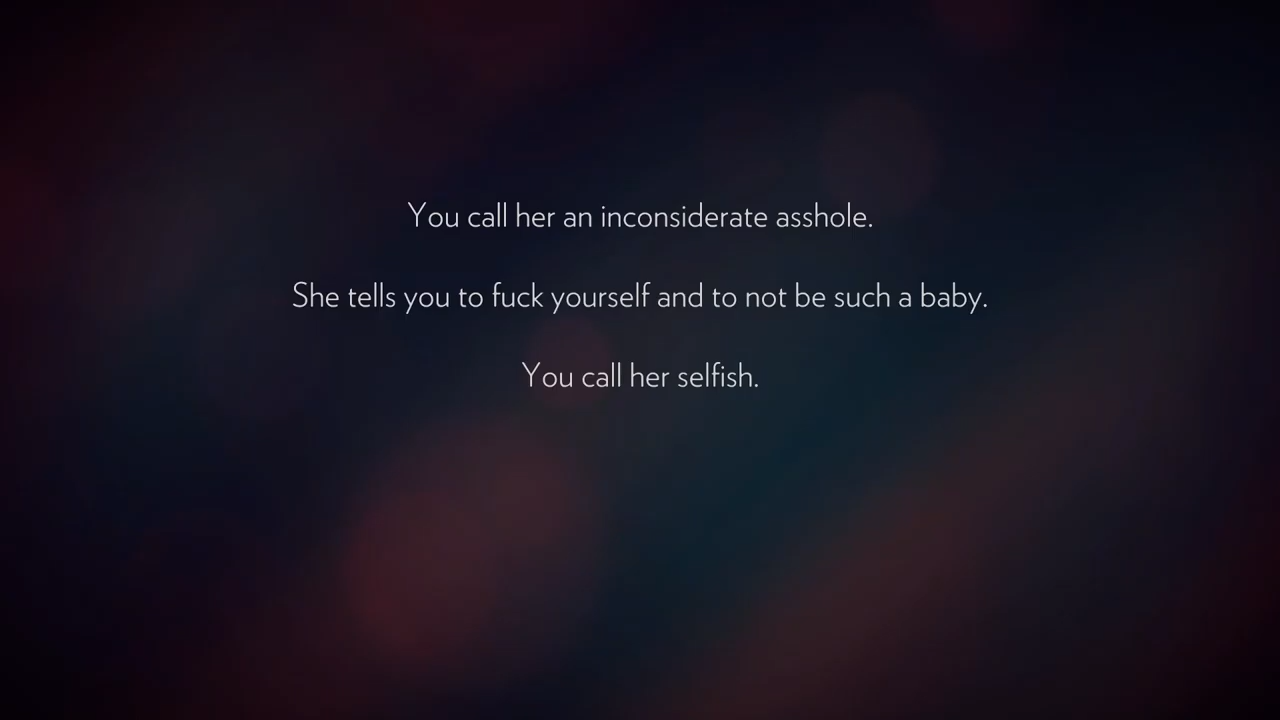 You call her an inconsiderate asshole.
She tells you to fuck yourself and to not be such a baby.
You call her selfish.